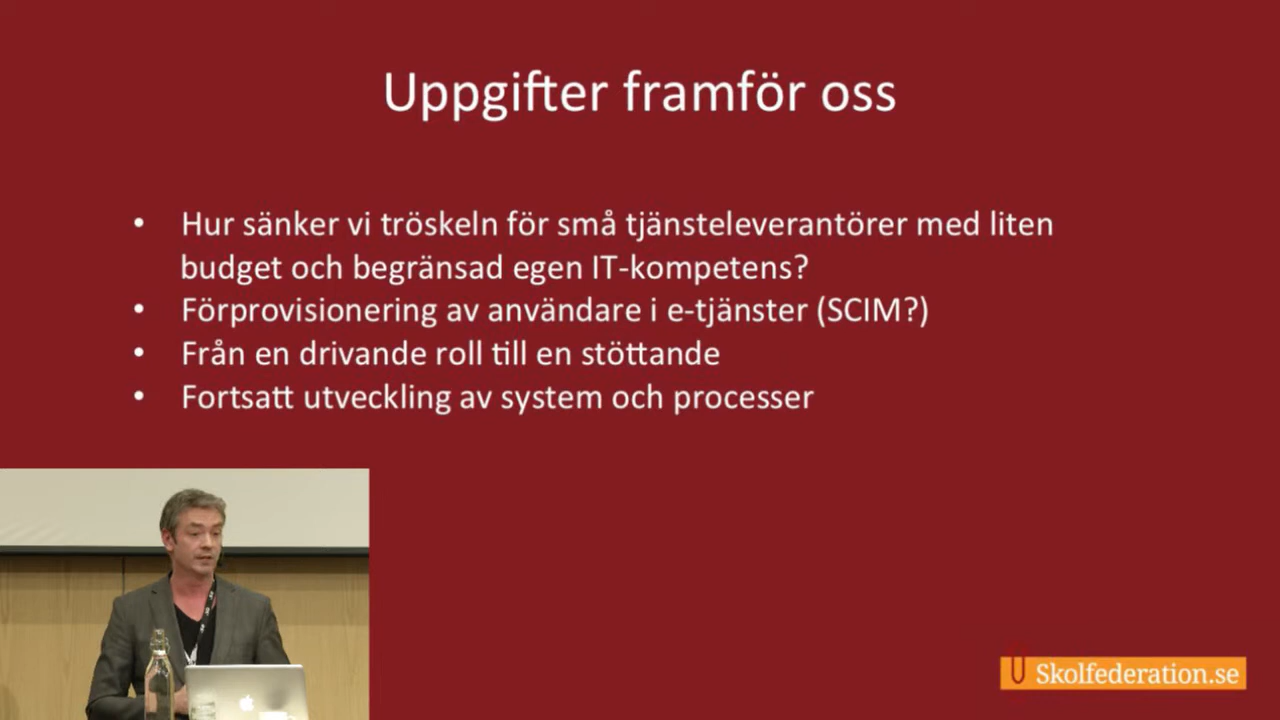 Uppgifter framför oss
• Hur sänker vi tröskeln för små tjänsteleverantörer med liten
budget och begränsad egen IT-kompetens?
• Förprovisionering av användare i e-tjänster (SCIM?)
• Från en drivande roll till en stöttande
• Fortsatt utveckling av system och processer
Skolfederation.se